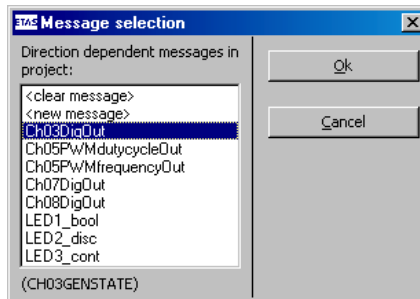 ETAS Message selection
Direction dependent messages in
project:
<clear message>
<new message>
Ch03DigOut
Ch05PWMdutycycleOut
Ch05PWMfrequencyOut
Ch07DigOut
Ch08DigOut
LED1_bool
LED2_disc
LED3_cont
(CH03GENSTATE)
Ok
Cancel